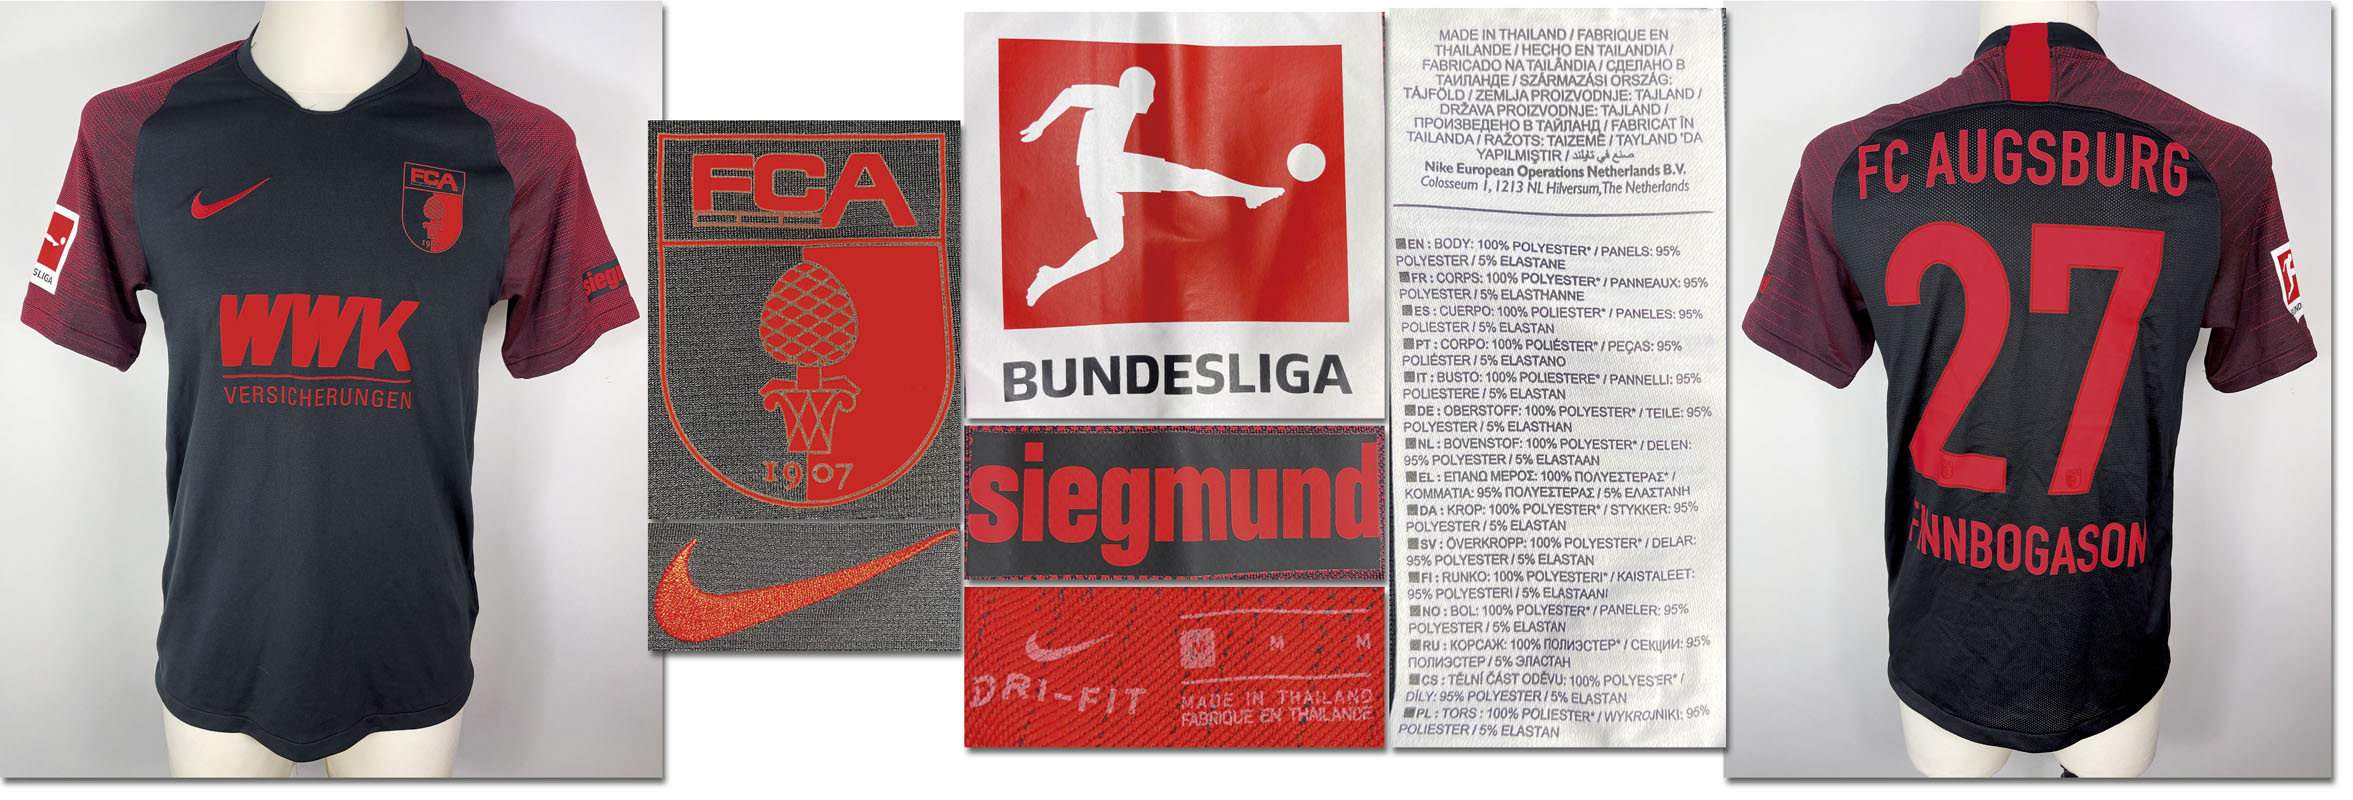 FCA
1907
SLIGA
siegm
WWK
VERSICHERUNGEN
FCA
1907
BUNDESLIGA
siegmund
DRI-FIT
M M M
MADE IN THAILAND
FABRIQUE EN THAILANDE
MADE IN THAILAND / FABRIQUE EN
THAILANDE / HECHO EN TAILANDIA /
FABRICADO NA TAILÂNDIA / СДЕЛАНО В
ТАИЛАНДЕ / SZÁRMAZÁSI ORSZÁG:
TÁJFÖLD / ZEMLJA PROIZVODNJE: TAJLAND /
DRŽAVA PROIZVODNJE: TAJLAND /
ПРОИЗВЕДЕНО В ТАЙЛАНД / FABRICAT ÎN
TAILANDA / RAŽOTS: TAIZEMĒ / TAYLAND 'DA
YAPILMIŞTIR / صنع في تايلند
Nike European Operations Netherlands B.V.
Colosseum 1, 1213 NL Hilversum, The Netherlands
EN : BODY: 100% POLYESTER* / PANELS: 95%
POLYESTER / 5% ELASTANE
FR : CORPS: 100% POLYESTER* / PANNEAUX: 95%
POLYESTER / 5% ELASTHANNE
ES : CUERPO: 100% POLIESTER* / PANELES: 95%
POLIESTER / 5% ELASTAN
PT : CORPO: 100% POLIÉSTER* / PEÇAS: 95%
POLIÉSTER / 5% ELASTANO
IT : BUSTO: 100% POLIESTERE* / PANNELLI: 95%
POLIESTERE / 5% ELASTAN
DE : OBERSTOFF: 100% POLYESTER* / TEILE: 95%
POLYESTER / 5% ELASTHAN
NL : BOVENSTOF: 100% POLYESTER* / DELEN:
95% POLYESTER / 5% ELASTAAN
EL : ΕΠΑΝΩ ΜΕΡΟΣ: 100% ΠΟΛΥΕΣΤΕΡΑΣ* /
ΚΟΜΜΑΤΙΑ: 95% ΠΟΛΥΕΣΤΕΡΑΣ / 5% ΕΛΑΣΤΑΝΗ
DA : KROP: 100% POLYESTER* / STYKKER: 95%
POLYESTER / 5% ELASTAN
SV : ÖVERKROPP: 100% POLYESTER* / DELAR:
95% POLYESTER / 5% ELASTAN
FI : RUNKO: 100% POLYESTERI* / KAISTALEET:
95% POLYESTERI / 5% ELASTAANI
NO : BOL: 100% POLYESTER* / PANELER: 95%
POLYESTER / 5% ELASTAN
RU : КОРСАЖ: 100% ПОЛИЭСТЕР* / СЕКЦИИ: 95%
ПОЛИЭСТЕР / 5% ЭЛАСТАН
CS : TĚLNÍ ČÁST ODĚVU: 100% POLYESTER* /
DÍLY: 95% POLYESTER / 5% ELASTAN
PL : TORS : 100% POLIESTER* / WYKROJNIKI: 95%
POLIESTER / 5% ELASTAN
FC AUGSBURG
27
FINNBOGASON